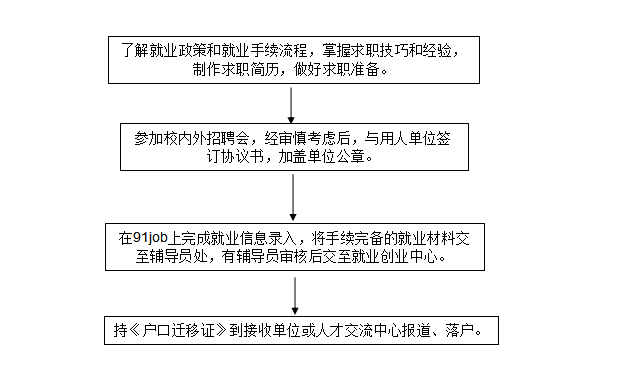 了解就业政策和就业手续流程，掌握求职技巧和经验，
制作求职简历，做好求职准备。
参加校内外招聘会，经审慎考虑后，与用人单位签
订协议书，加盖单位公章。
在91job上完成就业信息录入，将手续完备的就业材料交
至辅导员处，有辅导员审核后交至就业创业中心。
持《户口迁移证》到接收单位或人才交流中心报道、落户。